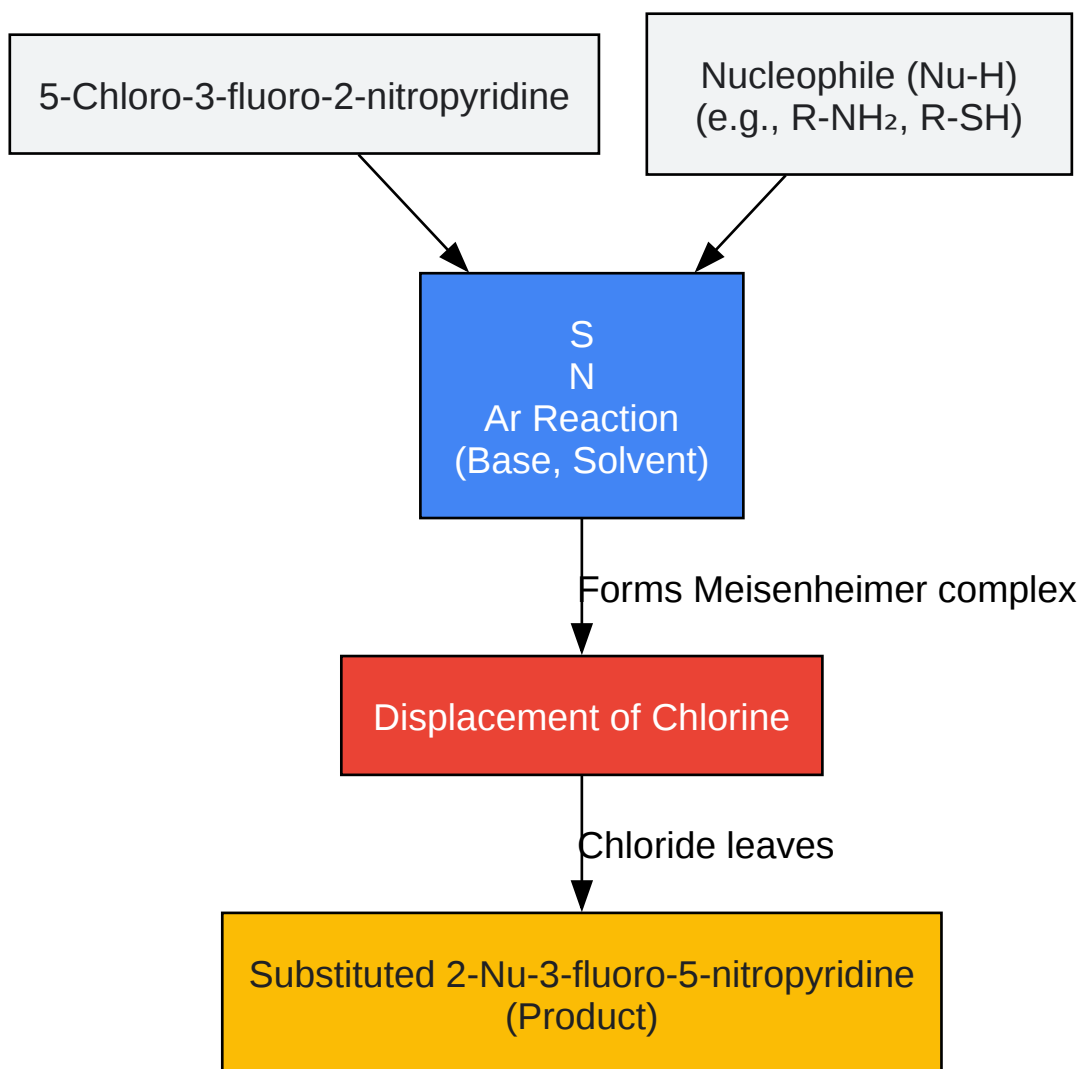 5-Chloro-3-fluoro-2-nitropyridine
Nucleophile (Nu-H)
(e.g., R-NH₂, R-SH)
S
N
Ar Reaction
(Base, Solvent)
Forms Meisenheimer complex
Displacement of Chlorine
Chloride leaves
Substituted 2-Nu-3-fluoro-5-nitropyridine
(Product)